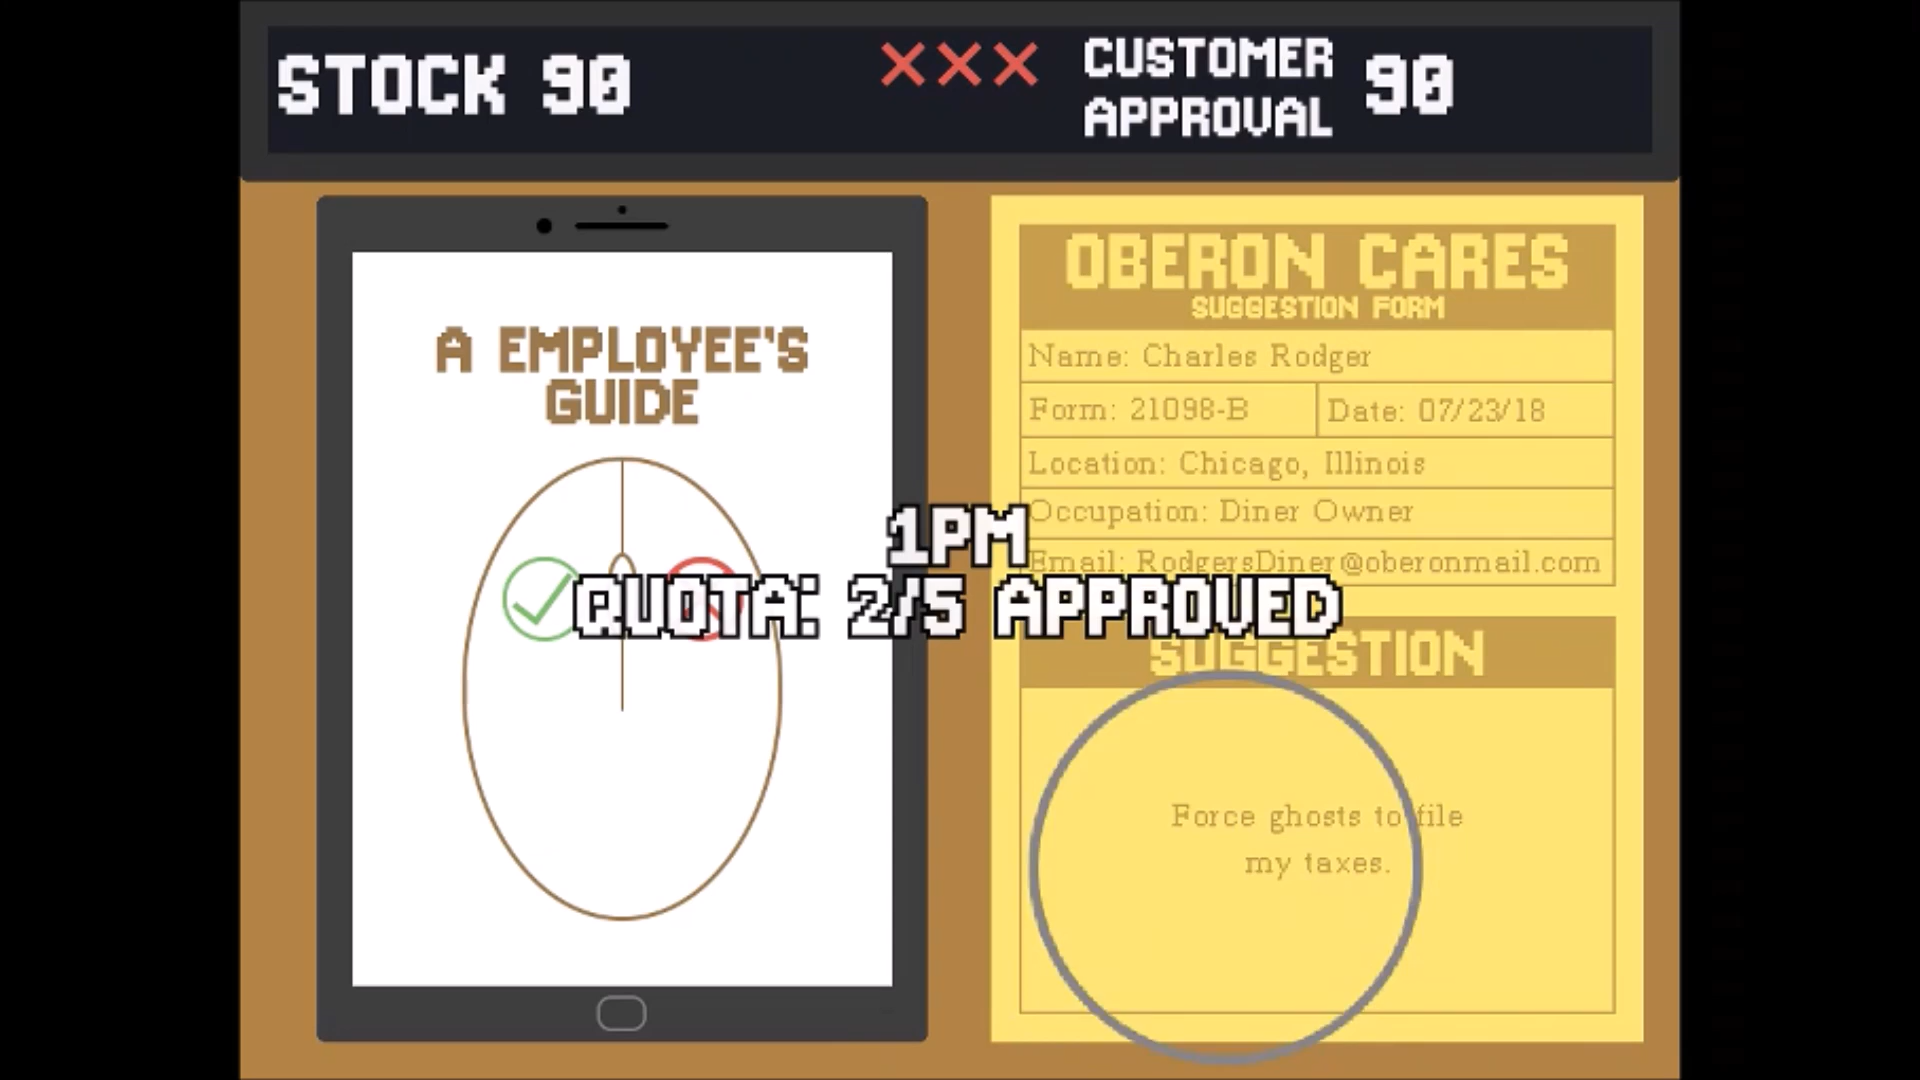 STOCK 90
CUSTOMER
APPROVAL 90
A EMPLOYEE'S
GUIDE
OBERON CARES
SUGGESTION FORM
Name: Charles Rodger
Form: 21098-B
Date: 07/23/18
Location: Chicago, Illinois
Occupation: Diner Owner
Email: RodgersDiner@oberonmail.com
1PM
QUOTA: 2/5 APPROVED
SUGGESTION
Force ghosts to file
my taxes.